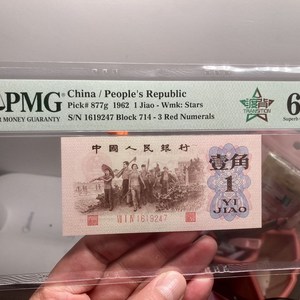 PMG
MONEY GUARANTY
China / People's Republic
Pick# 877g 1962 1 Jiao - Wmk: Stars
S/N 1619247 Block 714 - 3 Red Numerals
TRANSITION
6
中国人民银行
壹角
1
YI
JIAO
1619247